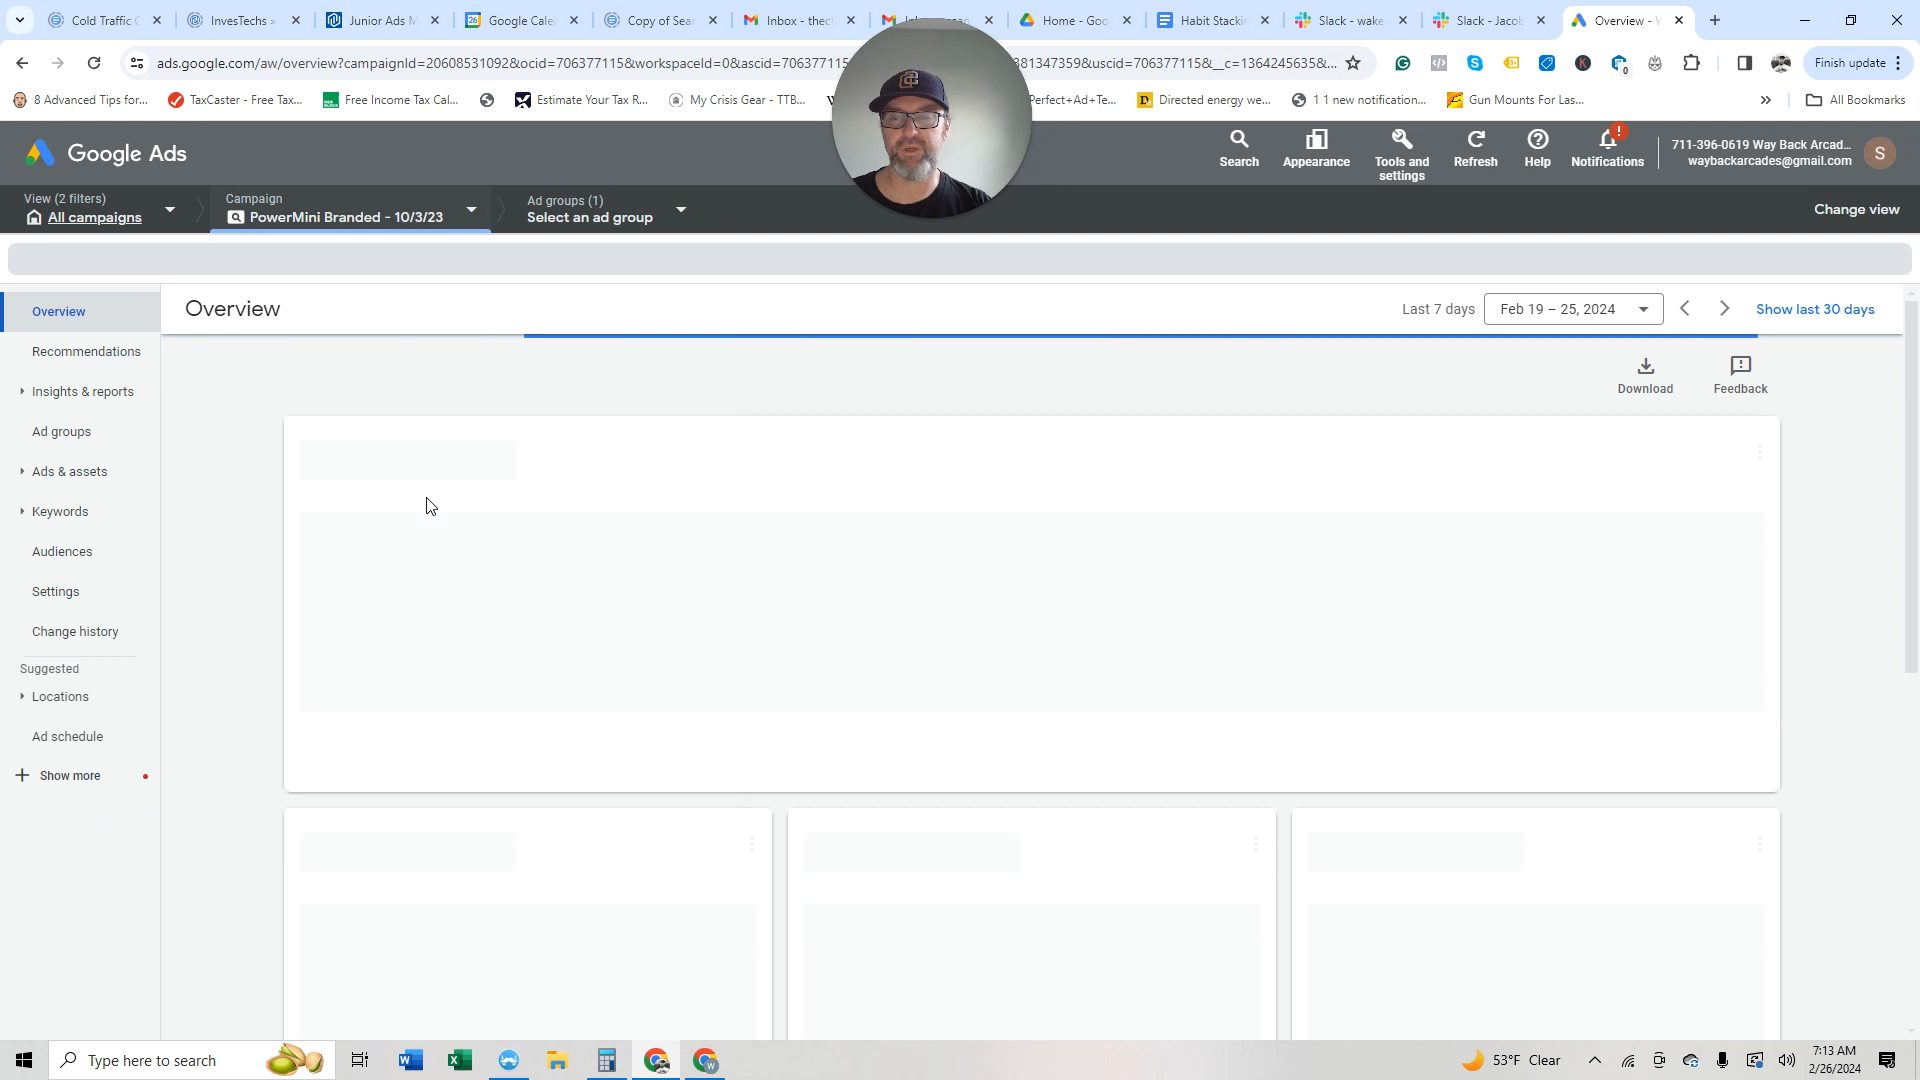 Cold Traffic C
InvesTechs »
Junior Ads M
Google Cale
Copy of Sear
Inbox - thec
Home - Goo
Habit Stacki
Slack - wake
Slack - Jacob
Overview - W
ads.google.com/aw/overview?campaignId=20608531092&ocid=706377115&workspaceId=0&ascid=70637711
381347359&uscid=706377115&__c=1364245635&...
Finish update
8 Advanced Tips for...
TaxCaster - Free Tax...
Free Income Tax Cal...
Estimate Your Tax R...
My Crisis Gear - TTB...
Perfect+Ad+Te...
Directed energy we...
1 1 new notification...
Gun Mounts For Las...
All Bookmarks
Google Ads
Search
Appearance
Tools and
settings
Refresh
Help
Notifications
711-396-0619 Way Back Arcad...
waybackarcades@gmail.com
S
View (2 filters)
All campaigns
Campaign
PowerMini Branded - 10/3/23
Ad groups (1)
Select an ad group
Change view
Overview
Recommendations
Insights & reports
Ad groups
Ads & assets
Keywords
Audiences
Settings
Change history
Suggested
Locations
Ad schedule
Show more
Overview
Last 7 days
Feb 19 – 25, 2024
Show last 30 days
Download
Feedback
Type here to search
53°F Clear
7:13 AM
2/26/2024